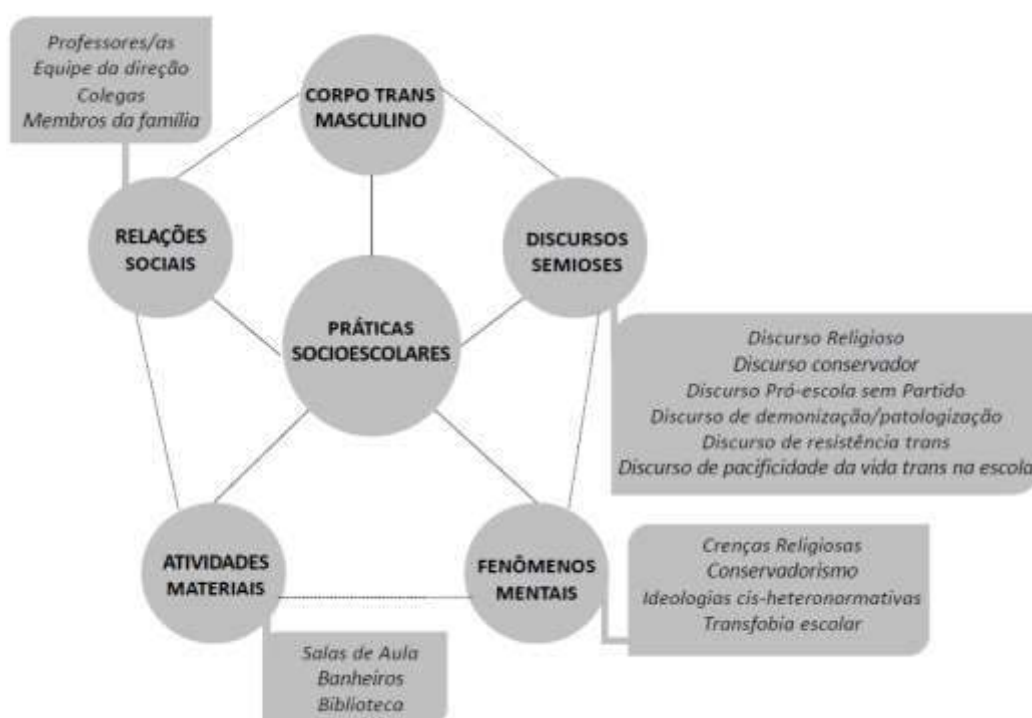 Professores/as
Equipe da direção
Colegas
Membros da família
CORPO TRANS
MASCULINO
RELAÇÕES
SOCIAIS
DISCURSOS
SEMIOSES
PRÁTICAS
SOCIOESCOLARES
Discurso Religioso
Discurso conservador
Discurso Pró-escola sem Partido
Discurso de demonização/patologização
Discurso de resistência trans
Discurso de pacificidade da vida trans na escola
ATIVIDADES
MATERIAIS
FENÔMENOS
MENTAIS
Crenças Religiosas
Conservadorismo
Ideologias cis-heteronormativas
Transfobia escolar
Salas de Aula
Banheiros
Biblioteca